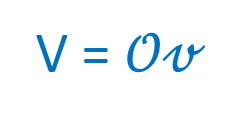 V = 𝒪𝓋